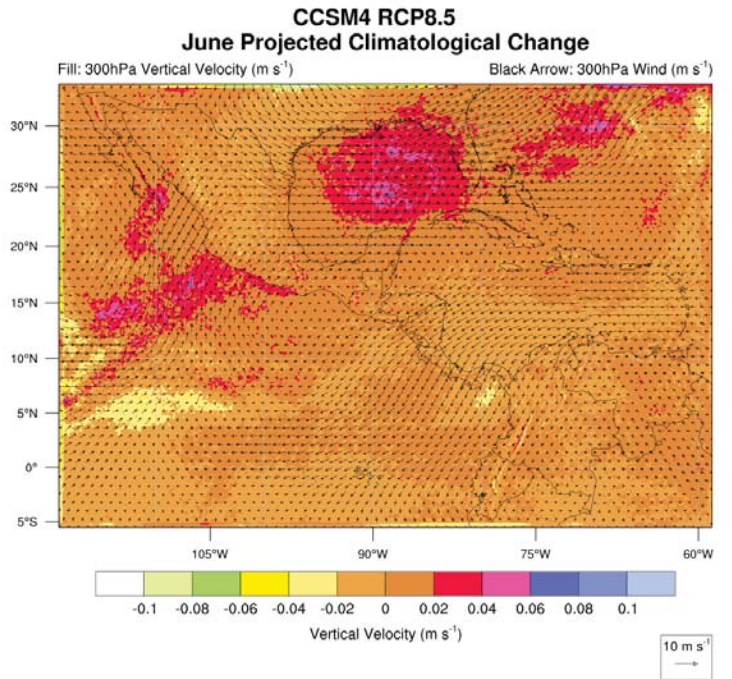 CCSM4 RCP8.5
June Projected Climatological Change
Fill: 300hPa Vertical Velocity (m s⁻¹) Black Arrow: 300hPa Wind (m s⁻¹)
30°N
25°N
20°N
15°N
10°N
5°N
0°
5°S
105°W 90°W 75°W 60°W
-0.1 -0.08 -0.06 -0.04 -0.02 0 0.02 0.04 0.06 0.08 0.1
Vertical Velocity (m s⁻¹)
10 m s⁻¹